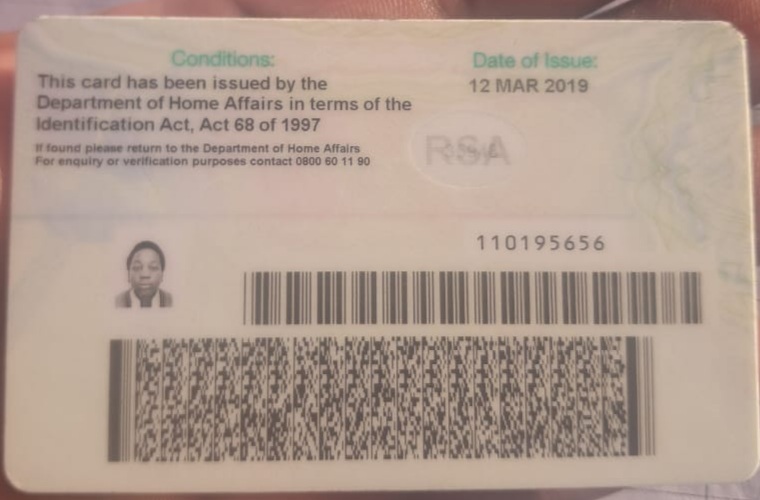 Conditions:
This card has been issued by the
Department of Home Affairs in terms of the
Identification Act, Act 68 of 1997
If found please return to the Department of Home Affairs
For enquiry or verification purposes contact 0800 60 11 90
Date of Issue:
12 MAR 2019
RSA
110195656